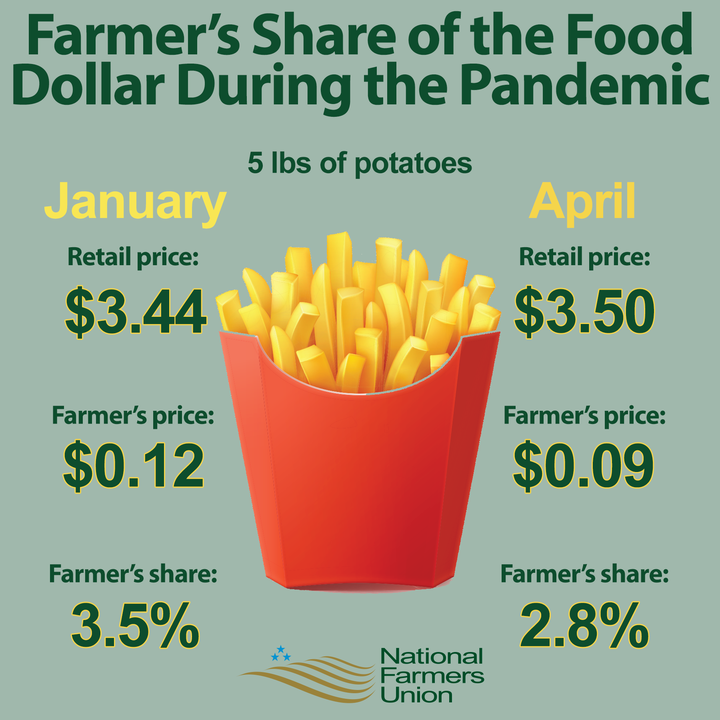 Farmer's Share of the Food
Dollar During the Pandemic
5 lbs of potatoes
January
Retail price:
$3.44
Farmer's price:
$0.12
Farmer's share:
3.5%
April
Retail price:
$3.50
Farmer's price:
$0.09
Farmer's share:
2.8%
National
Farmers
Union